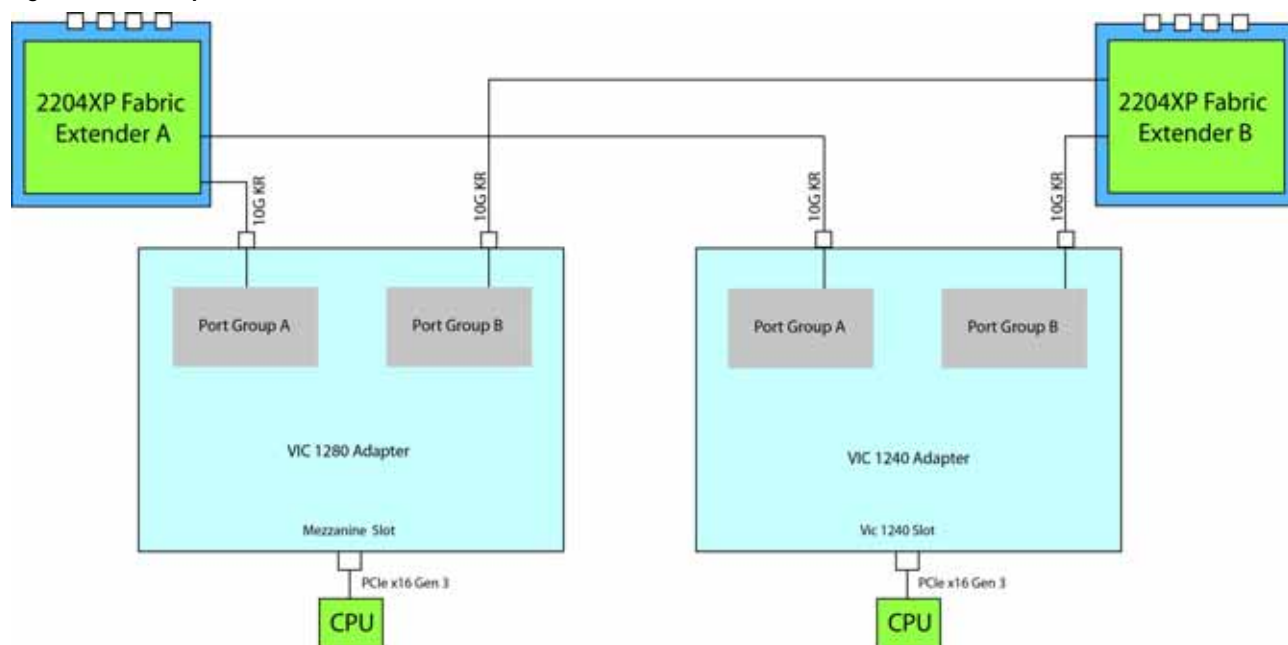 2204XP Fabric
Extender A
2204XP Fabric
Extender B
10G KR
10G KR
10G KR
10G KR
Port Group A
Port Group B
Port Group A
Port Group B
VIC 1280 Adapter
VIC 1240 Adapter
Mezzanine Slot
Vic 1240 Slot
PCIe x16 Gen 3
PCIe x16 Gen 3
CPU
CPU